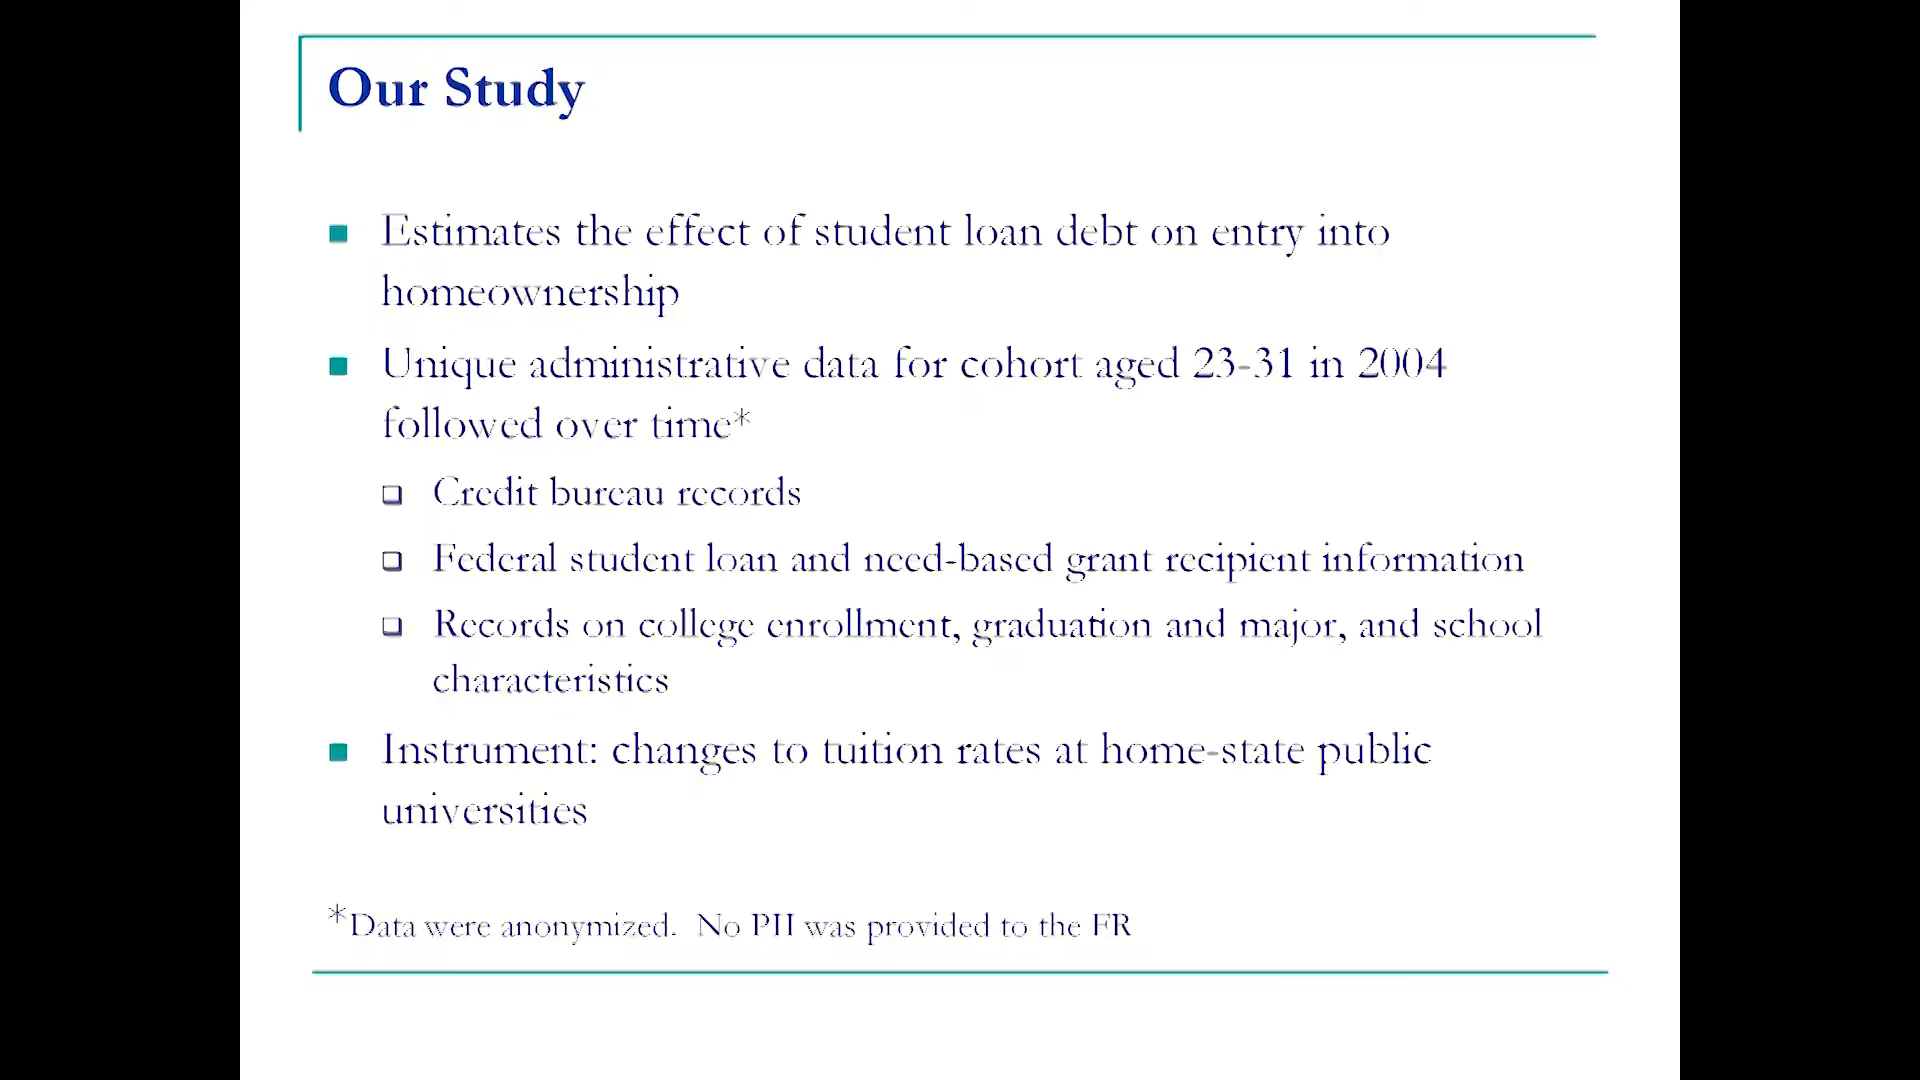 Our Study
Estimates the effect of student loan debt on entry into
homeownership
Unique administrative data for cohort aged 23-31 in 2004
followed over time*
Credit bureau records
Federal student loan and need-based grant recipient information
Records on college enrollment, graduation and major, and school
characteristics
Instrument: changes to tuition rates at home-state public
universities
*Data were anonymized. No PII was provided to the FR